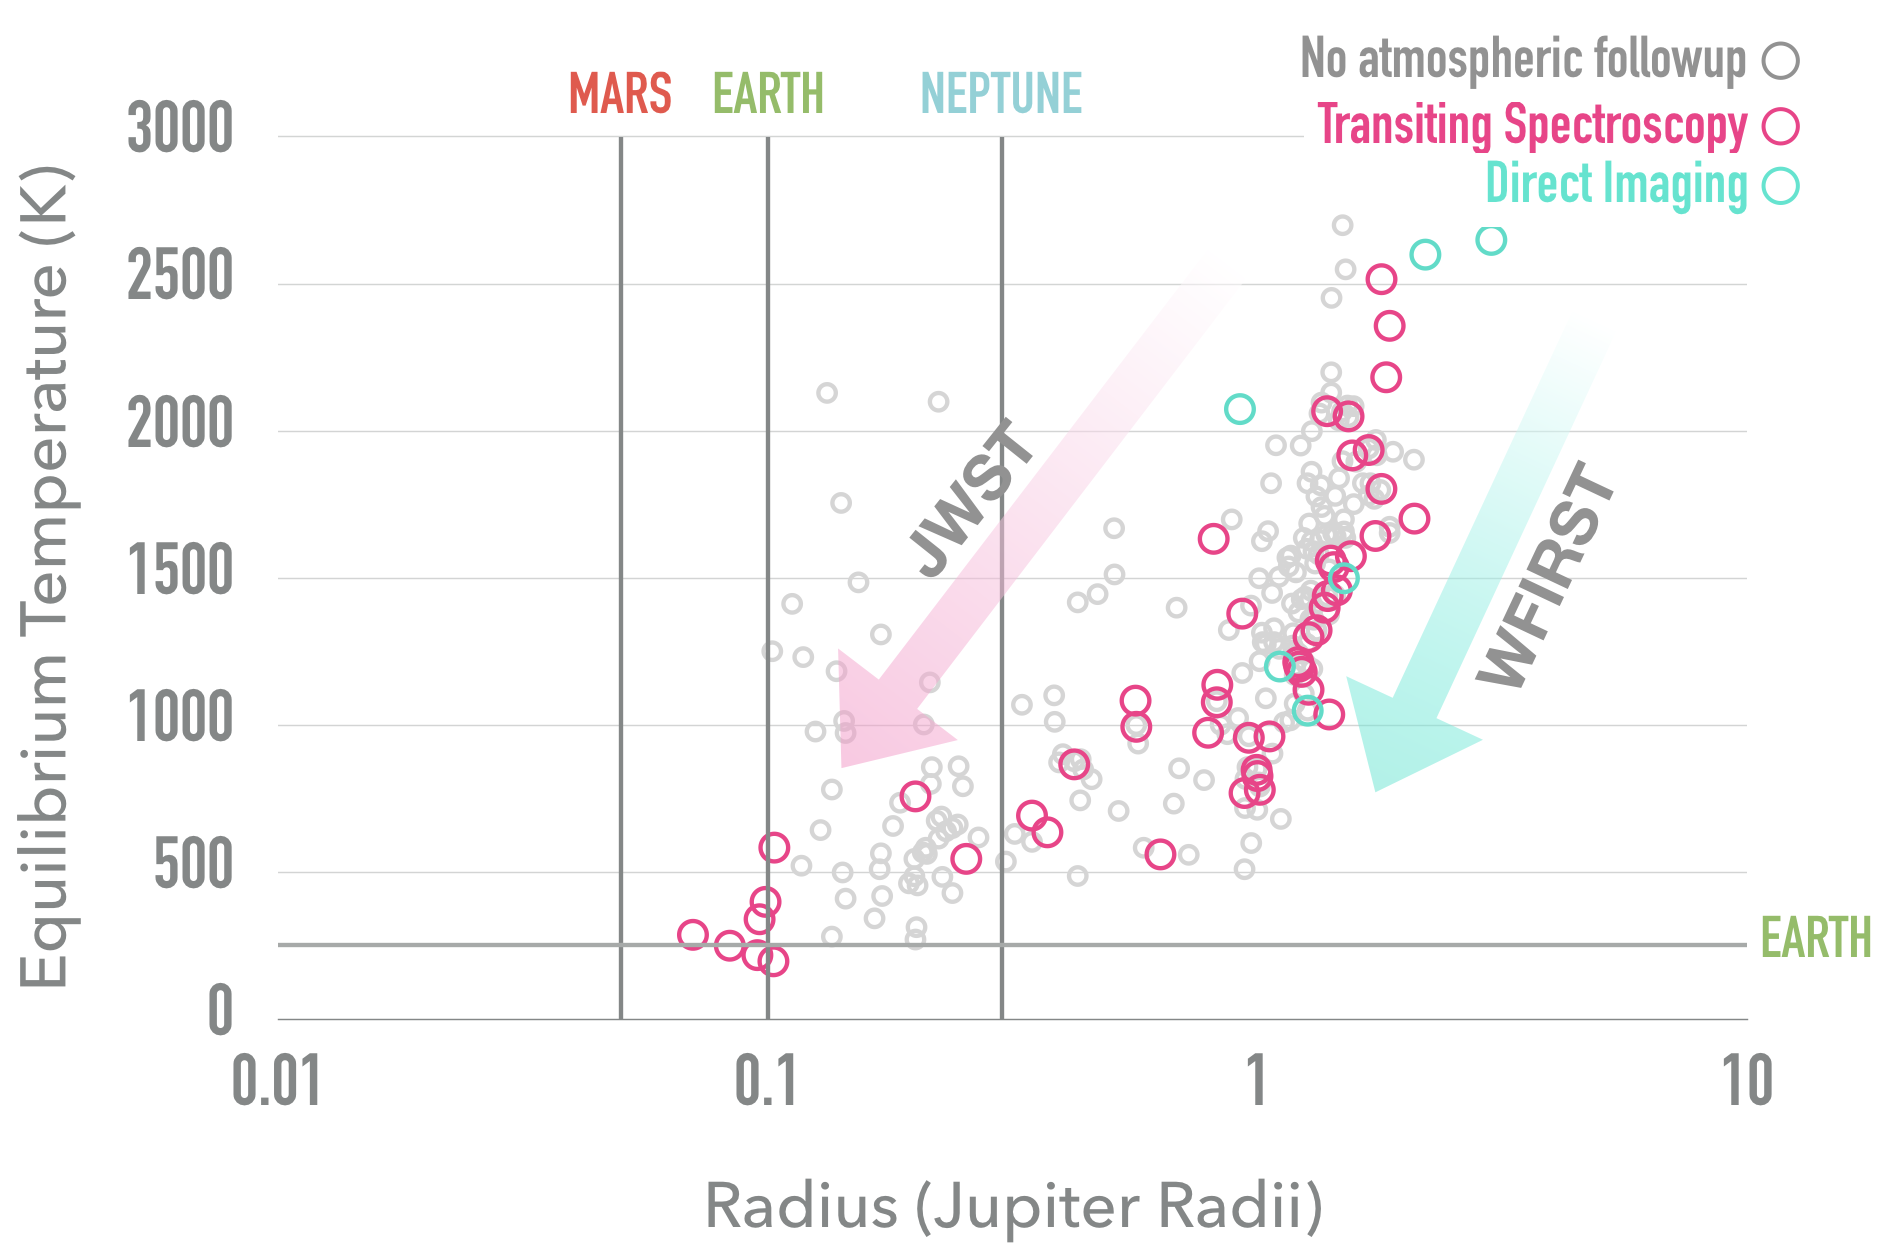 No atmospheric followup
Transiting Spectroscopy
Direct Imaging
MARS EARTH NEPTUNE
3000
2500
2000
1500
1000
500
0
Equilibrium Temperature (K)
JWST
WFIRST
EARTH
0.01 0.1 1 10
Radius (Jupiter Radii)